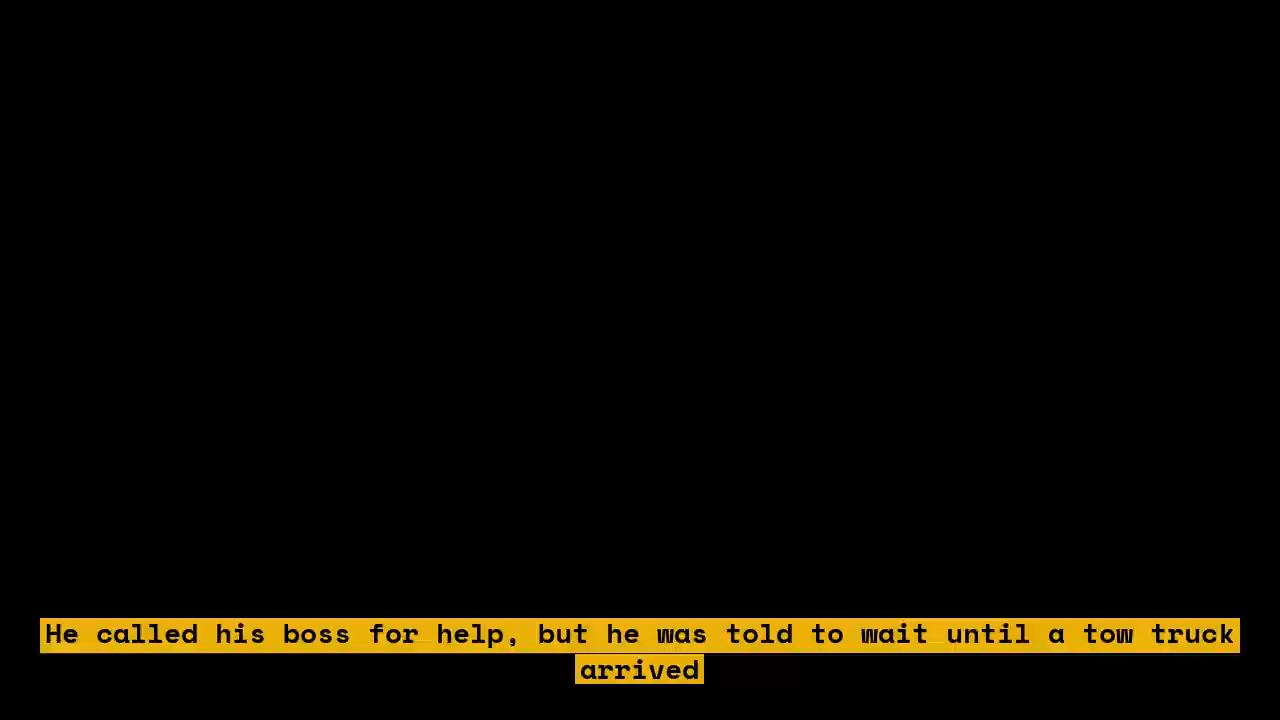 He called his boss for help, but he was told to wait until a tow truck
arrived